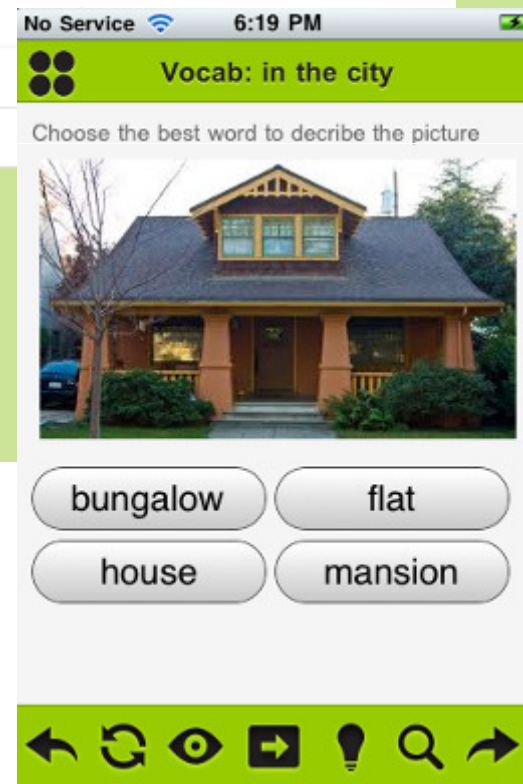 No Service 6:19 PM
Vocab: in the city
Choose the best word to decribe the picture
bungalow flat
house mansion